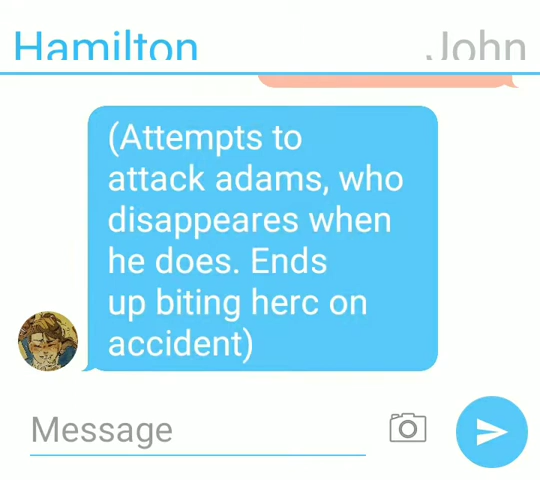 Hamilton John
(Attempts to
attack adams, who
disappeares when
he does. Ends
up biting herc on
accident)
Message